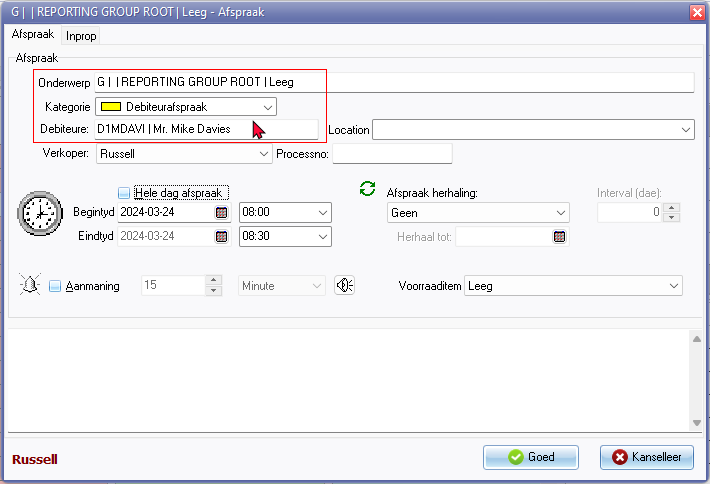 G |  | REPORTING GROUP ROOT | Leeg - Afspraak
Afspraak Inprop
Afspraak
Onderwerp G |  | REPORTING GROUP ROOT | Leeg
Kategorie Debiteurafspraak
Debiteure: D1MDAVI | Mr. Mike Davies Location
Verkoper: Russell Processno:
Hele dag afspraak Afspraak herhaling: Interval (dae):
Begintyd 2024-03-24 08:00 Geen 0
Eindtyd 2024-03-24 08:30 Herhaal tot:
Aanmaning 15 Minute Voorraaditem Leeg
Russell Goed Kanselleer